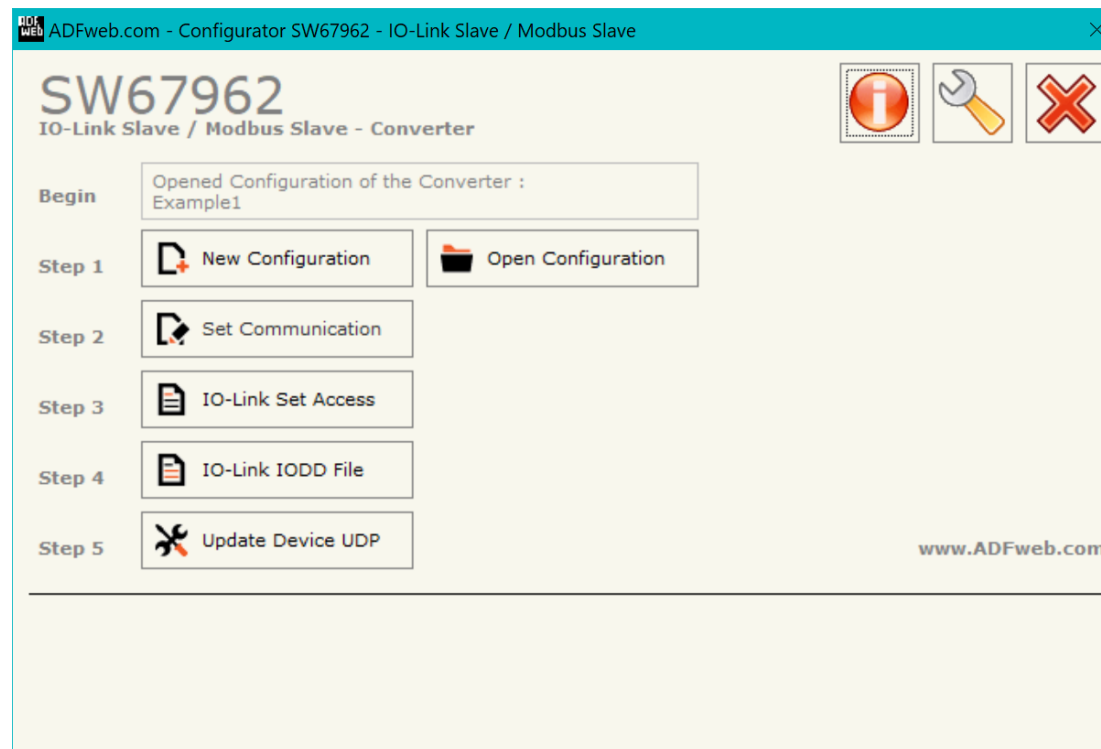 ADF
WEB
ADFweb.com - Configurator SW67962 - IO-Link Slave / Modbus Slave
SW67962
IO-Link Slave / Modbus Slave - Converter
Begin
Opened Configuration of the Converter :
Example1
Step 1
New Configuration
Open Configuration
Step 2
Set Communication
Step 3
IO-Link Set Access
Step 4
IO-Link IODD File
Step 5
Update Device UDP
www.ADFweb.com